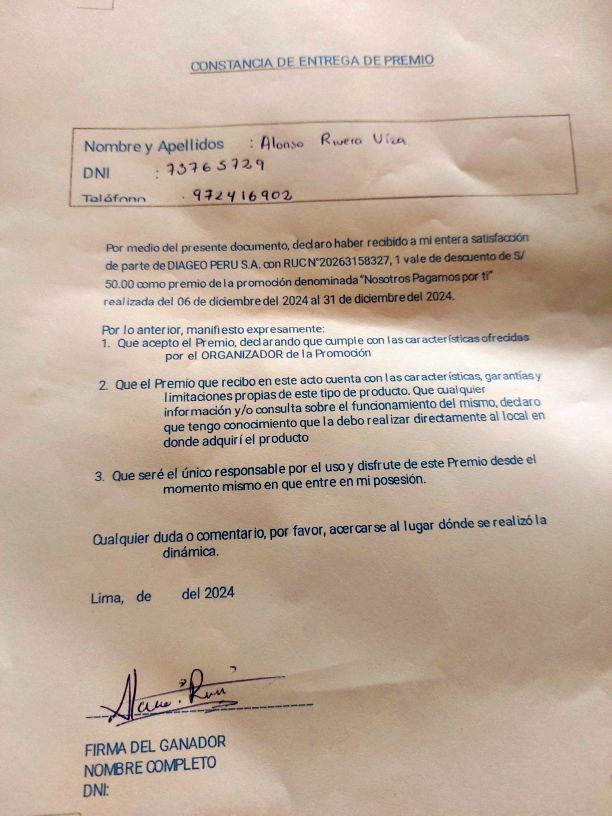 CONSTANCIA DE ENTREGA DE PREMIO
Nombre y Apellidos : Alonso Rivero Viza
DNI : 73765729
Teléfono : 972416902
Por medio del presente documento, declaro haber recibido a mi entera satisfacción
de parte de DIAGEO PERU S.A. con RUC N°20263158327, 1 vale de descuento de S/
50.00 como premio de la promoción denominada "Nosotros Pagamos por ti"
realizada del 06 de diciembre del 2024 al 31 de diciembre del 2024.
Por lo anterior, manifiesto expresamente:
1. Que acepto el Premio, declarando que cumple con las características ofrecidas
por el ORGANIZADOR de la Promoción
2. Que el Premio que recibo en este acto cuenta con las características, garantías y
limitaciones propias de este tipo de producto. Que cualquier
información y/o consulta sobre el funcionamiento del mismo, declaro
que tengo conocimiento que la debo realizar directamente al local en
donde adquirí el producto
3. Que seré el único responsable por el uso y disfrute de este Premio desde el
momento mismo en que entre en mi posesión.
Cualquier duda o comentario, por favor, acercarse al lugar dónde se realizó la
dinámica.
Lima, de del 2024
FIRMA DEL GANADOR
NOMBRE COMPLETO
DNI: